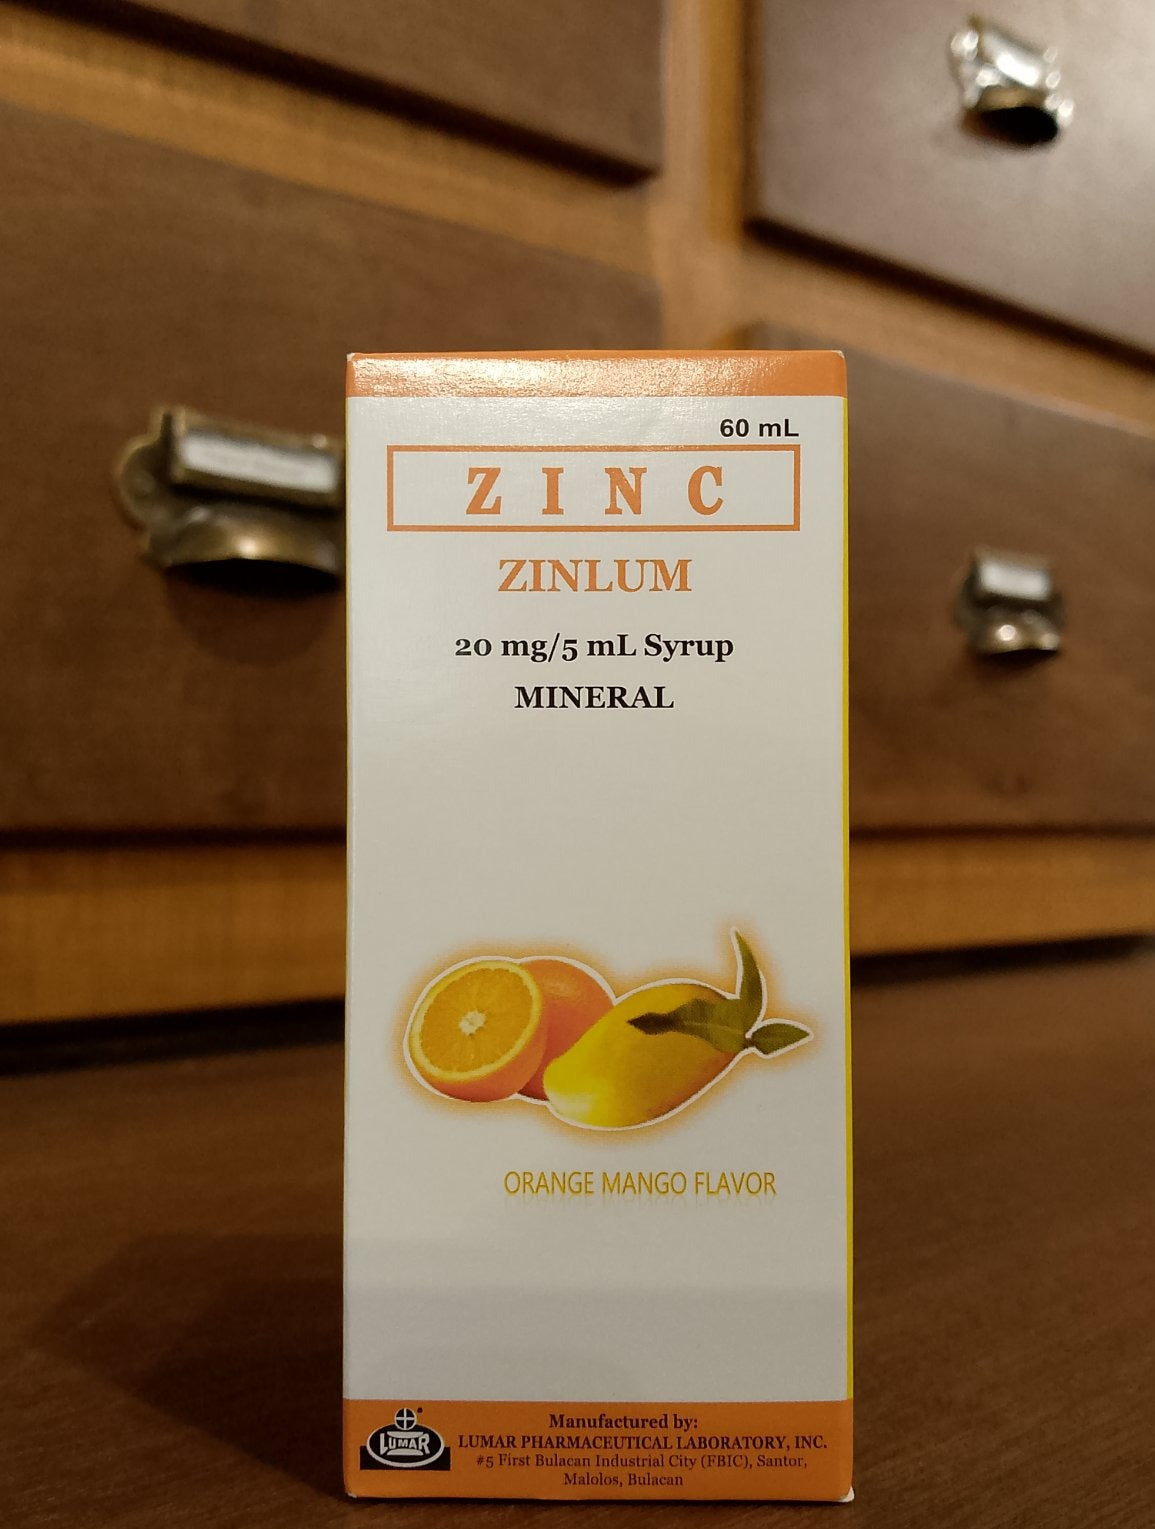 60 mL
ZINC
ZINLUM
20 mg/5 mL Syrup
MINERAL
ORANGE MANGO FLAVOR
LUMAR
Manufactured by:
LUMAR PHARMACEUTICAL LABORATORY, INC.
#5 First Bulacan Industrial City (FBIC), Santor,
Malolos, Bulacan